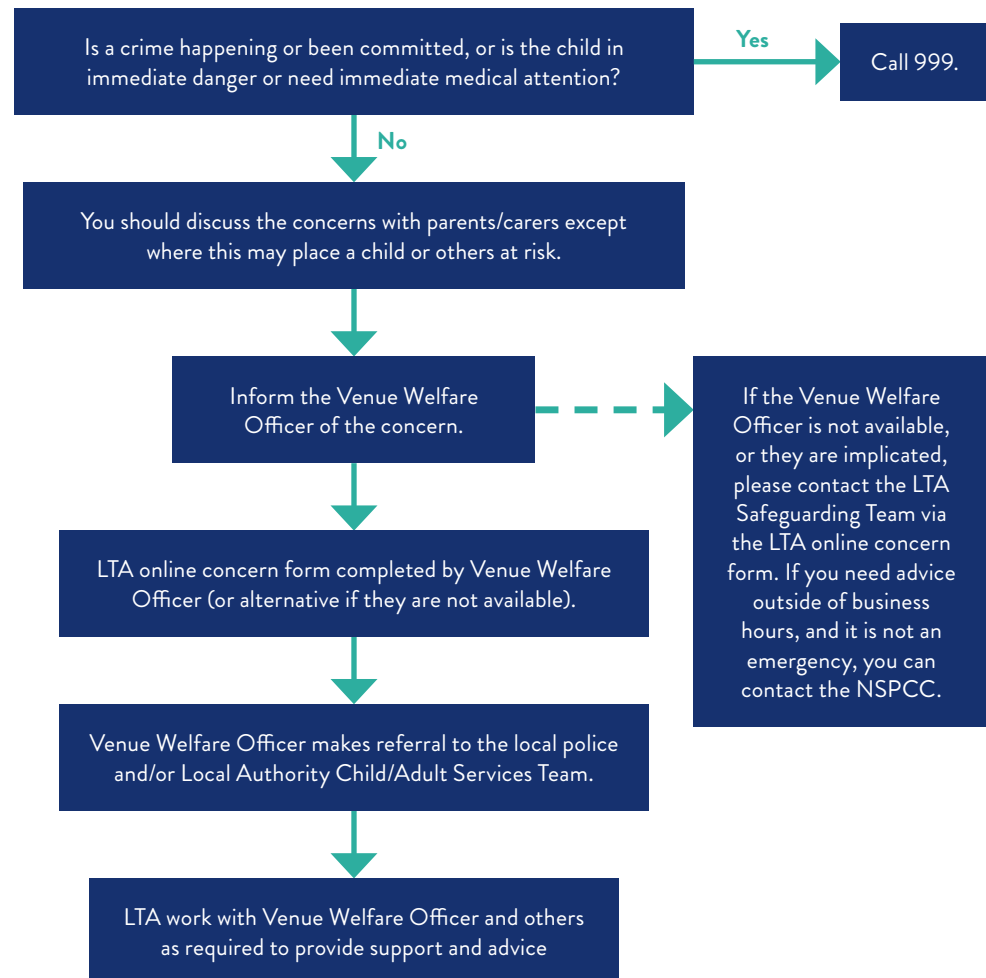 Is a crime happening or been committed, or is the child in
immediate danger or need immediate medical attention?
Yes
Call 999.
No
You should discuss the concerns with parents/carers except
where this may place a child or others at risk.
Inform the Venue Welfare
Officer of the concern.
If the Venue Welfare
Officer is not available,
or they are implicated,
please contact the LTA
Safeguarding Team via
the LTA online concern
form. If you need advice
outside of business
hours, and it is not an
emergency, you can
contact the NSPCC.
LTA online concern form completed by Venue Welfare
Officer (or alternative if they are not available).
Venue Welfare Officer makes referral to the local police
and/or Local Authority Child/Adult Services Team.
LTA work with Venue Welfare Officer and others
as required to provide support and advice